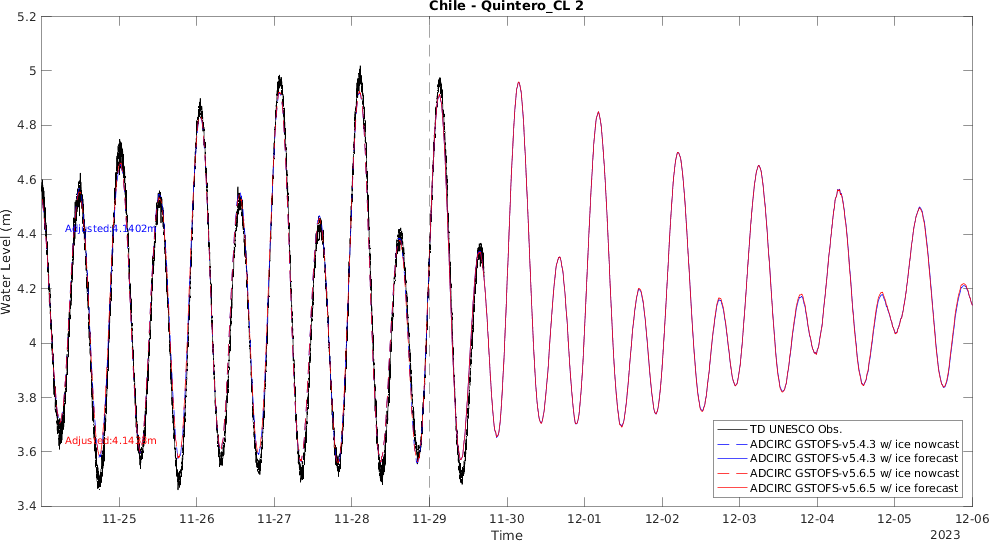 Chile - Quintero_CL 2
5.2
5
4.8
4.6
4.4
4.2
4
3.8
3.6
3.4
Water Level (m)
Adjusted:4.1402m
TD UNESCO Obs.
ADCIRC GSTOFS-v5.4.3 w/ ice nowcast
ADCIRC GSTOFS-v5.4.3 w/ ice forecast
ADCIRC GSTOFS-v5.6.5 w/ ice nowcast
ADCIRC GSTOFS-v5.6.5 w/ ice forecast
11-25
11-26
11-27
11-28
11-29
11-30
12-01
12-02
12-03
12-04
12-05
12-06
Time
2023